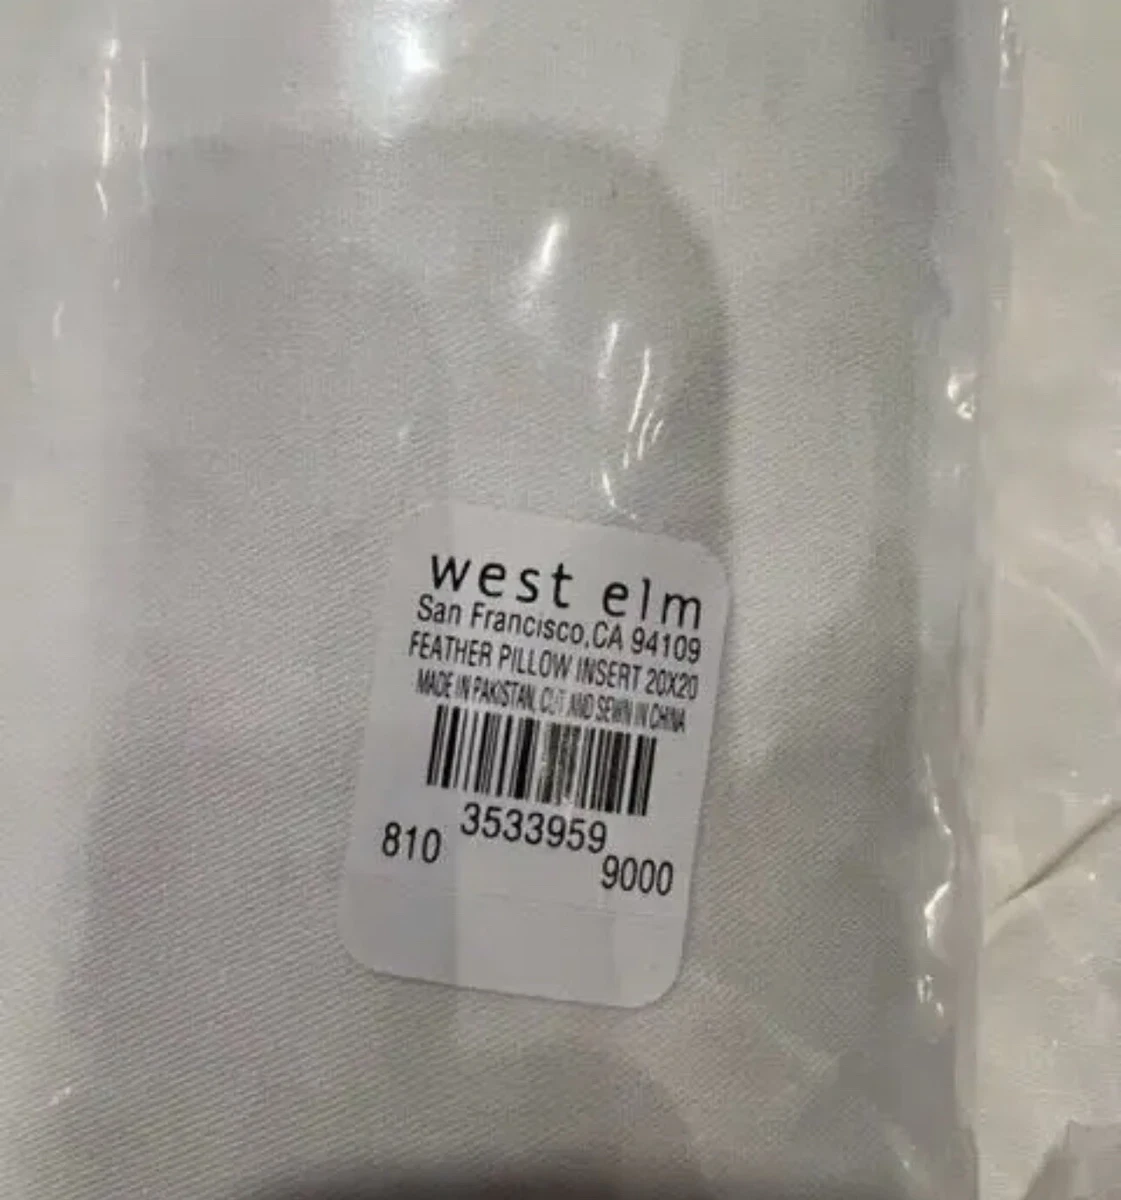 west elm
San Francisco, CA 94109
FEATHER PILLOW INSERT 20X20
MADE IN PAKISTAN, CUT AND SEWN IN CHINA
3533959
810
9000